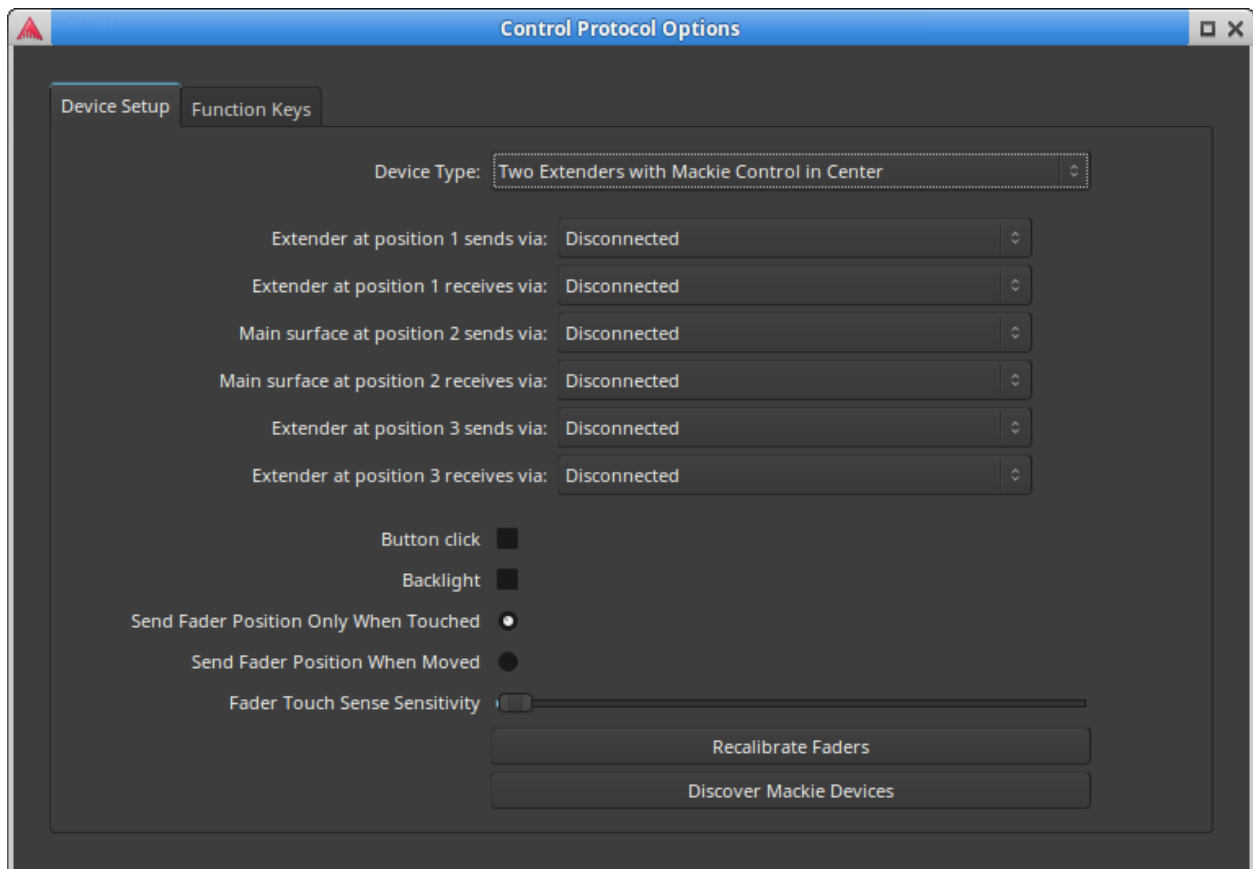 Control Protocol Options
Device Setup
Function Keys
Device Type: Two Extenders with Mackie Control in Center
Extender at position 1 sends via: Disconnected
Extender at position 1 receives via: Disconnected
Main surface at position 2 sends via: Disconnected
Main surface at position 2 receives via: Disconnected
Extender at position 3 sends via: Disconnected
Extender at position 3 receives via: Disconnected
Button click
Backlight
Send Fader Position Only When Touched
Send Fader Position When Moved
Fader Touch Sense Sensitivity
Recalibrate Faders
Discover Mackie Devices